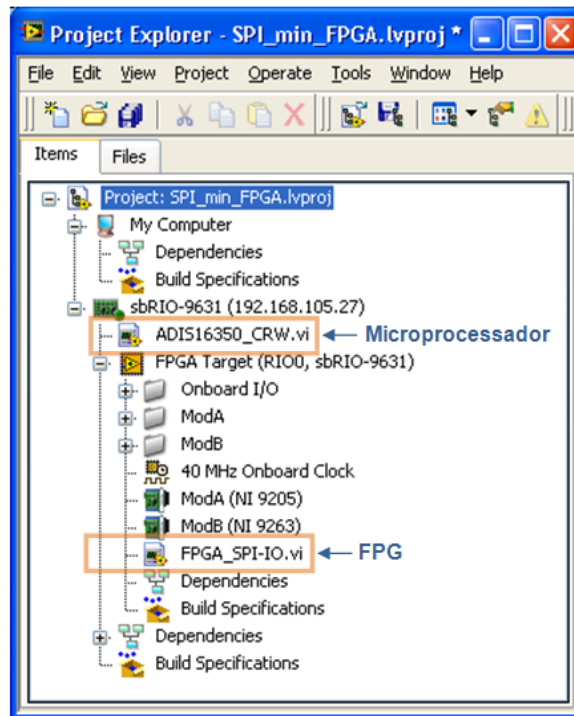 Project Explorer - SPI_min_FPGA.lvproj *
File Edit View Project Operate Tools Window Help
Items Files
Project: SPI_min_FPGA.lvproj
My Computer
Dependencies
Build Specifications
sbRIO-9631 (192.168.105.27)
ADIS16350_CRW.vi Microprocessador
FPGA Target (RIO0, sbRIO-9631)
Onboard I/O
ModA
ModB
40 MHz Onboard Clock
ModA (NI 9205)
ModB (NI 9263)
FPGA_SPI-IO.vi FPG
Dependencies
Build Specifications
Dependencies
Build Specifications